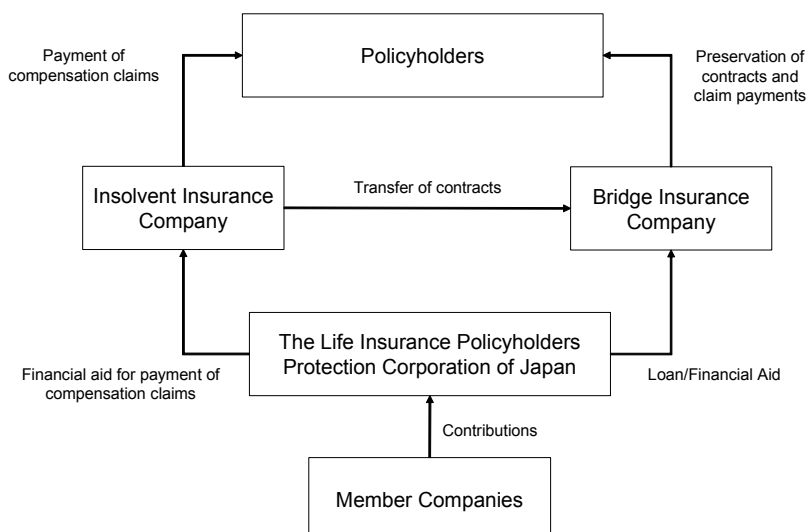 Payment of
compensation claims
Policyholders
Preservation of
contracts and
claim payments
Insolvent Insurance
Company
Transfer of contracts
Bridge Insurance
Company
Financial aid for payment of
compensation claims
The Life Insurance Policyholders
Protection Corporation of Japan
Loan/Financial Aid
Contributions
Member Companies